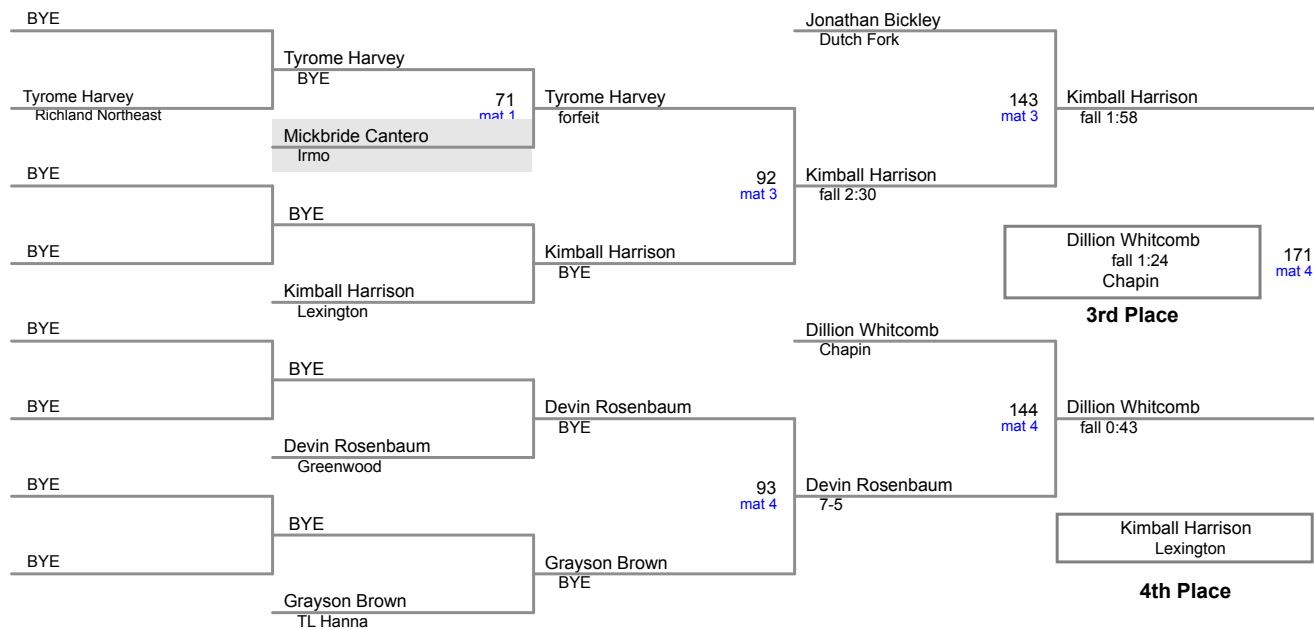 BYE
Jonathan Bickley
Dutch Fork
Tyrome Harvey
BYE
Tyrome Harvey
Richland Northeast
71
mat 1
Tyrome Harvey
forfeit
143
mat 3
Kimball Harrison
fall 1:58
Mickbride Cantero
Irmo
BYE
92
mat 3
Kimball Harrison
fall 2:30
BYE
BYE
Kimball Harrison
BYE
Dillion Whitcomb
fall 1:24
Chapin
171
mat 4
Kimball Harrison
Lexington
3rd Place
BYE
Dillion Whitcomb
Chapin
BYE
BYE
Devin Rosenbaum
BYE
144
mat 4
Dillion Whitcomb
fall 0:43
Devin Rosenbaum
Greenwood
BYE
93
mat 4
Devin Rosenbaum
7-5
BYE
Kimball Harrison
Lexington
BYE
Grayson Brown
BYE
4th Place
Grayson Brown
TL Hanna